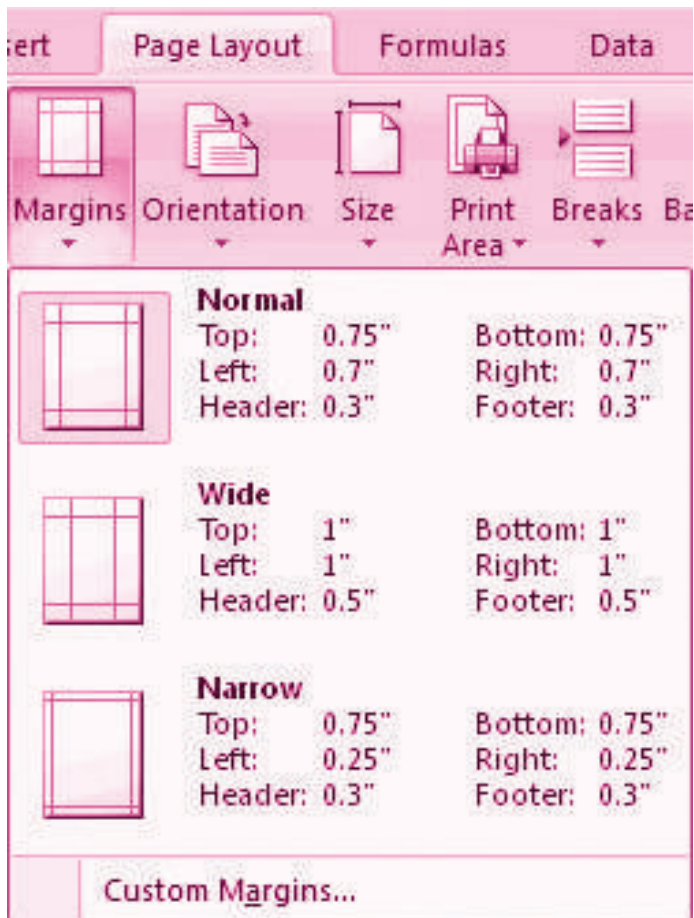 sert Page Layout Formulas Data
Margins Orientation Size Print Area Breaks Ba
Normal
Top: 0.75" Bottom: 0.75"
Left: 0.7" Right: 0.7"
Header: 0.3" Footer: 0.3"
Wide
Top: 1" Bottom: 1"
Left: 1" Right: 1"
Header: 0.5" Footer: 0.5"
Narrow
Top: 0.75" Bottom: 0.75"
Left: 0.25" Right: 0.25"
Header: 0.3" Footer: 0.3"
Custom Margins...